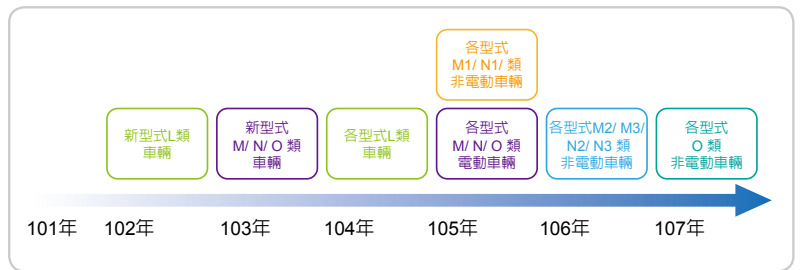 各型式
M1/ N1/ 類
非電動車輛
新型式L類
車輛
新型式
M/ N/ O 類
車輛
各型式L類
車輛
各型式
M/ N/ O 類
電動車輛
各型式M2/ M3/
N2/ N3 類
非電動車輛
各型式
O 類
非電動車輛
101年
102年
103年
104年
105年
106年
107年